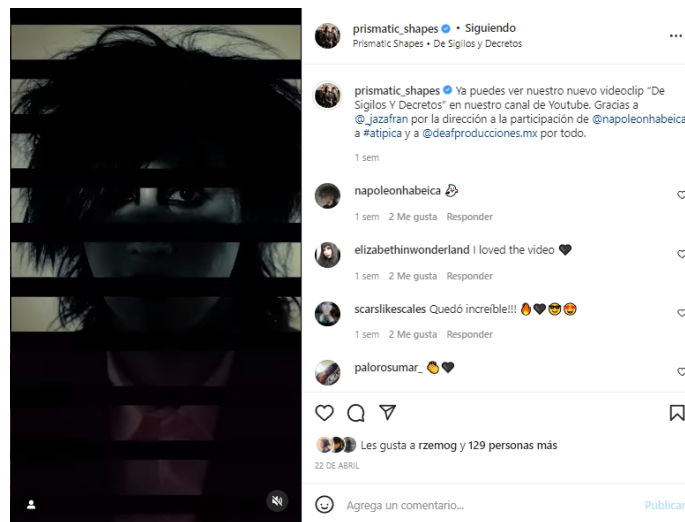 prismatic_shapes • Siguiendo
Prismatic Shapes • De Sigilos y Decretos
prismatic_shapes Ya puedes ver nuestro nuevo videoclip “De
Sigilos Y Decretos” en nuestro canal de Youtube. Gracias a
@_jazafran por la dirección a la participación de @napoleonhabeica
a #atipica y a @deafproducciones.mx por todo.
1 sem
napoleonhabeica 👻
1 sem 2 Me gusta Responder
elizabethinwonderland I loved the video 🖤
1 sem 2 Me gusta Responder
scarslikescales Quedó increíble!!! 🔥🖤😎😍
1 sem 2 Me gusta Responder
palorosumar_ 👏🖤
Les gusta a rzemog y 129 personas más
22 DE ABRIL
Agrega un comentario...
Publicar